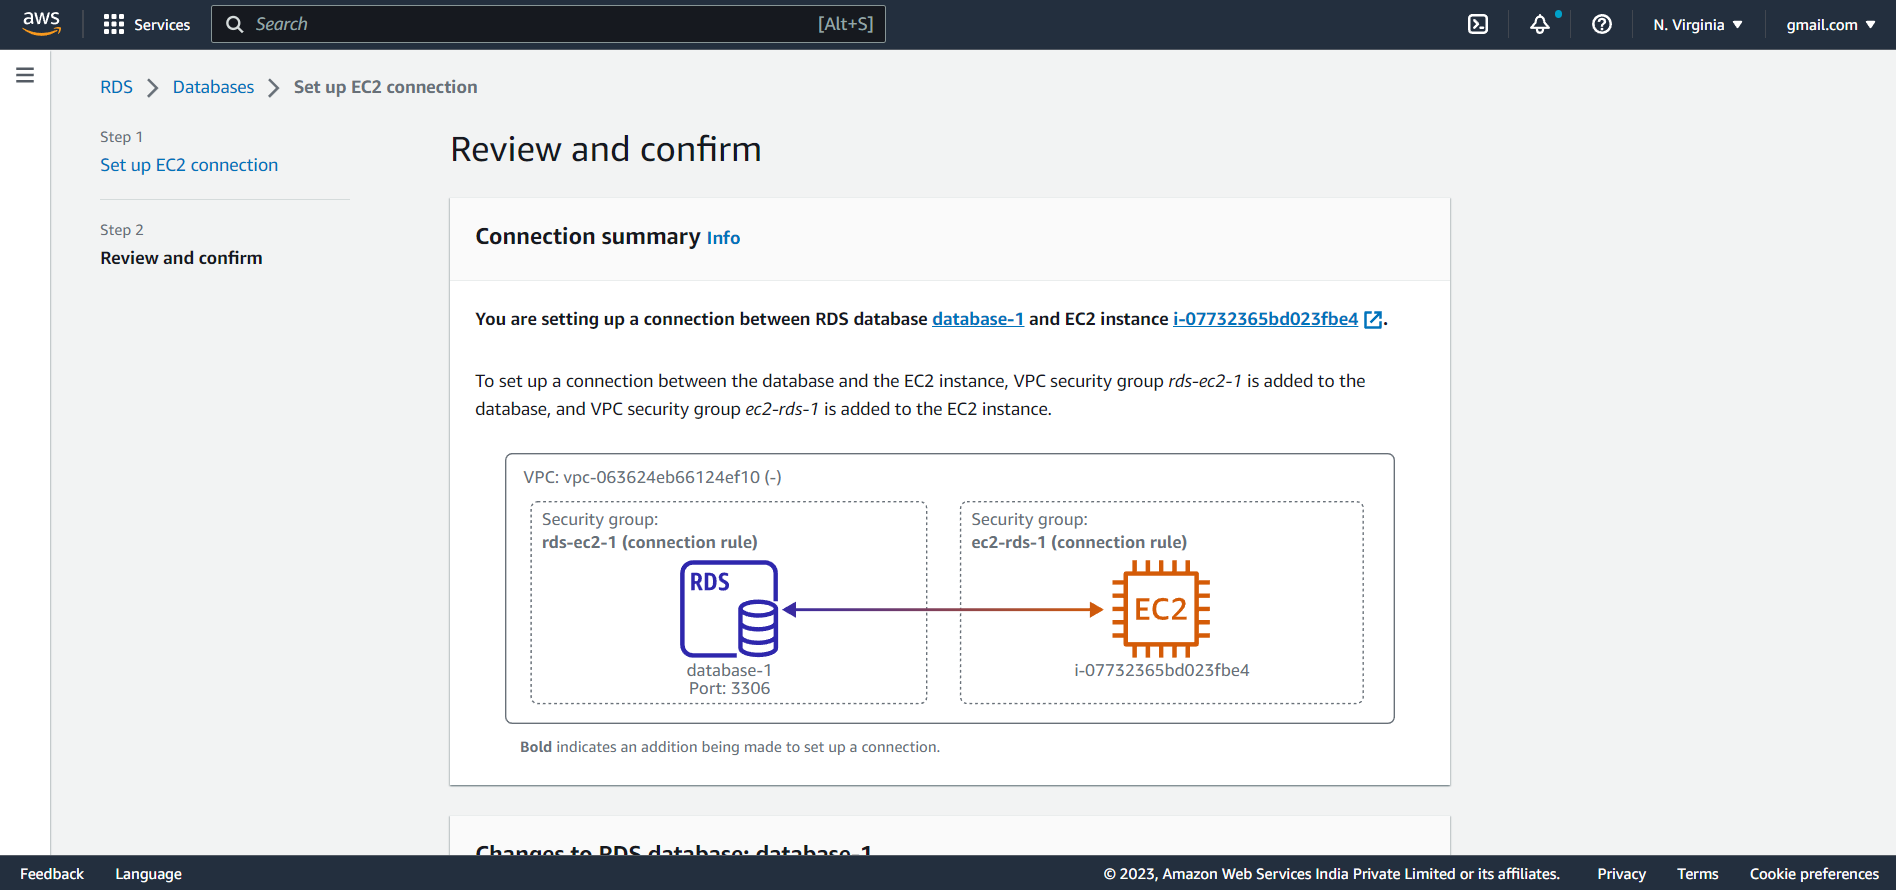 aws
Services
Search
[Alt+S]
N. Virginia
gmail.com
RDS
Databases
Set up EC2 connection
Step 1
Set up EC2 connection
Step 2
Review and confirm
Review and confirm
Connection summary Info
You are setting up a connection between RDS database database-1 and EC2 instance i-07732365bd023fbe4.
To set up a connection between the database and the EC2 instance, VPC security group rds-ec2-1 is added to the
database, and VPC security group ec2-rds-1 is added to the EC2 instance.
VPC: vpc-063624eb66124ef10 (-)
Security group:
rds-ec2-1 (connection rule)
RDS
database-1
Port: 3306
Security group:
ec2-rds-1 (connection rule)
EC2
i-07732365bd023fbe4
Bold indicates an addition being made to set up a connection.
Changes to RDS database: database-1
Feedback
Language
© 2023, Amazon Web Services India Private Limited or its affiliates.
Privacy
Terms
Cookie preferences